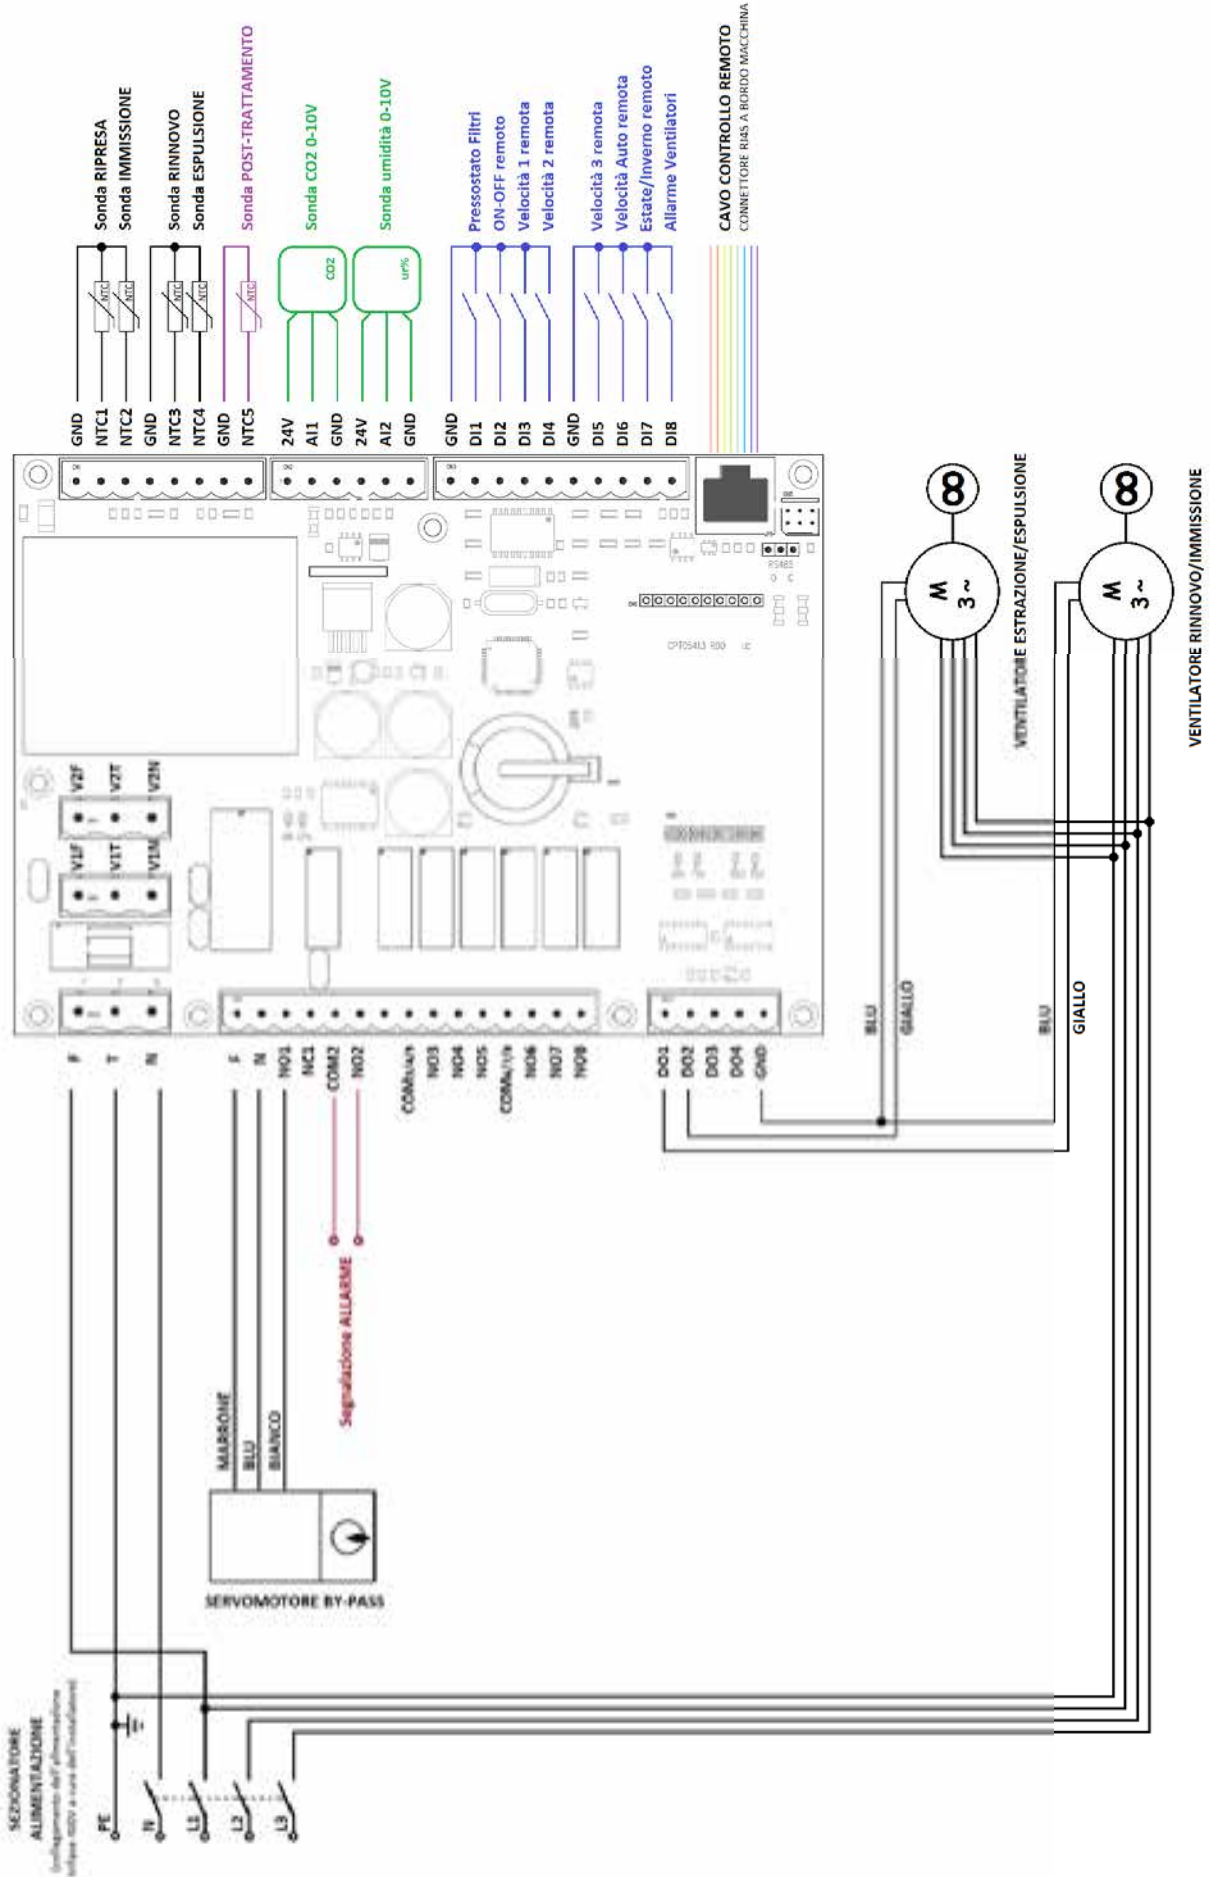 GND
NTC1
NTC2
GND
NTC3
NTC4
GND
NTC5
24V
AI1
GND
24V
AI2
GND
GND
DI1
DI2
DI3
DI4
GND
DI5
DI6
DI7
DI8
NTC
NTC
NTC
NTC
NTC
CO2
ur%
Sonda RIPRESA
Sonda IMMISSIONE
Sonda RINNOVO
Sonda ESPULSIONE
Sonda POST-TRATTAMENTO
Sonda CO2 0-10V
Sonda umidità 0-10V
Pressostato Filtri
ON-OFF remoto
Velocità 1 remota
Velocità 2 remota
Velocità 3 remota
Velocità Auto remota
Estate/Inverno remoto
Allarme Ventilatori
CAVO CONTROLLO REMOTO
CONNETTORE RJ45 A BORDO MACCHINA
RS485
V1F
V1T
V1N
V2F
V2T
V2N
F
T
N
F
N
NO1
NC1
COM2
NO2
NO3
NO4
NO5
NO6
NO7
NO8
DO1
DO2
DO3
DO4
GND
BLU
GIALLO
BLU
GIALLO
M
3~
M
3~
VENTILATORE ESTRAZIONE/ESPULSIONE
VENTILATORE RINNOVO/IMMISSIONE
Segnalazione ALLARME
MARRONE
BLU
BIANCO
SERVOMOTORE BY-PASS
SEZIONATORE
ALIMENTAZIONE
PE
N
L1
L2
L3